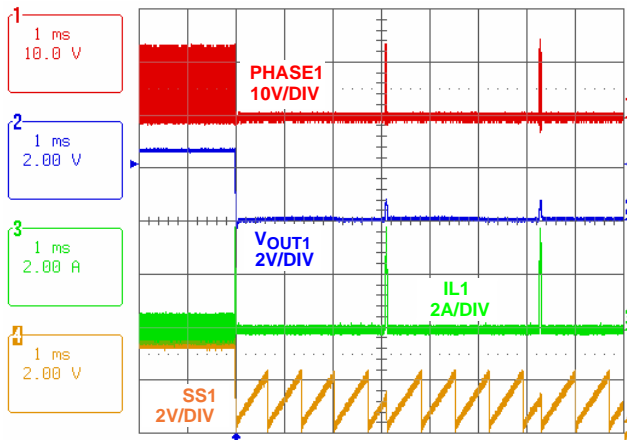 1
1 ms
10.0 V
2
1 ms
2.00 V
3
1 ms
2.00 A
4
1 ms
2.00 V
PHASE1
10V/DIV
VOUT1
2V/DIV
IL1
2A/DIV
SS1
2V/DIV